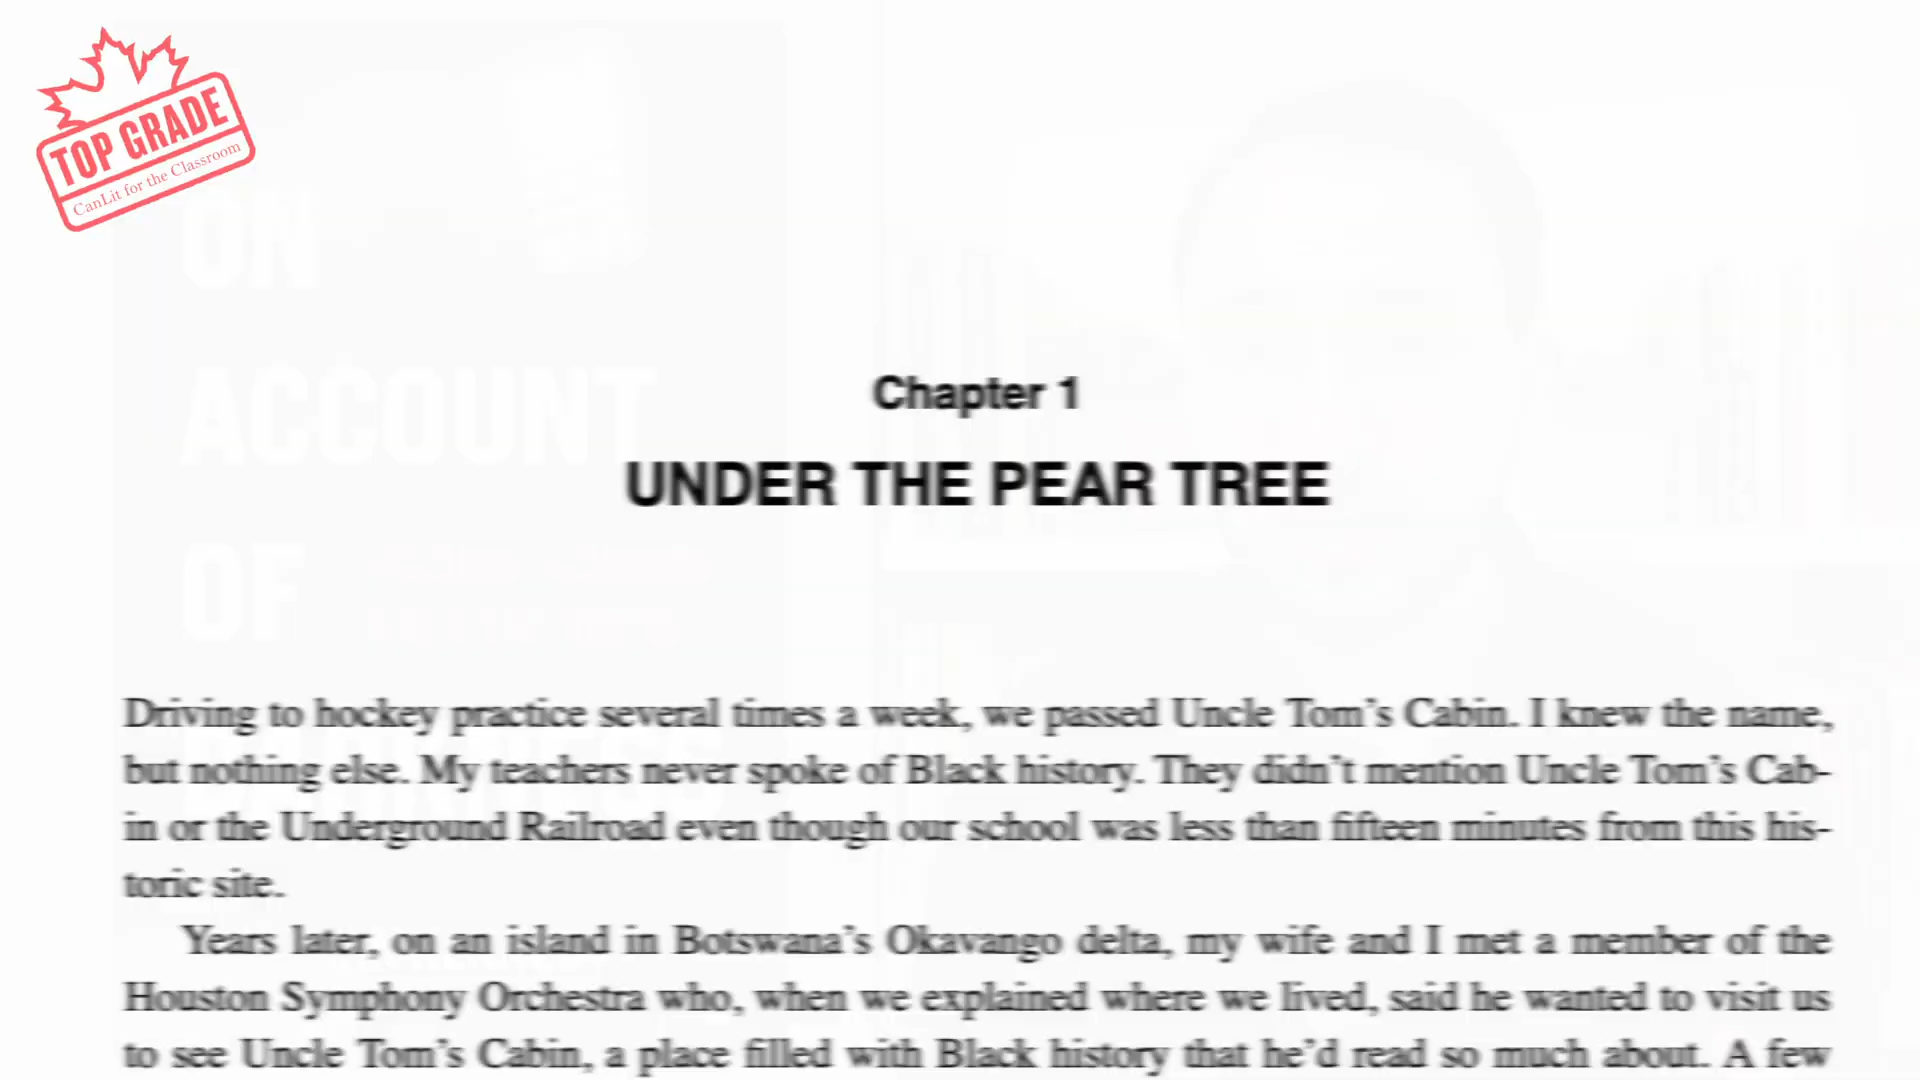 TOP GRADE
CanLit for the Classroom
ON
ACCOUNT
OF
DARKNESS
Chapter 1
UNDER THE PEAR TREE
Driving to hockey practice several times a week, we passed Uncle Tom’s Cabin. I knew the name,
but nothing else. My teachers never spoke of Black history. They didn’t mention Uncle Tom’s Cab-
in or the Underground Railroad even though our school was less than fifteen minutes from this his-
toric site.
Years later, on an island in Botswana’s Okavango delta, my wife and I met a member of the
Houston Symphony Orchestra who, when we explained where we lived, said he wanted to visit us
to see Uncle Tom’s Cabin, a place filled with Black history that he’d read so much about. A few